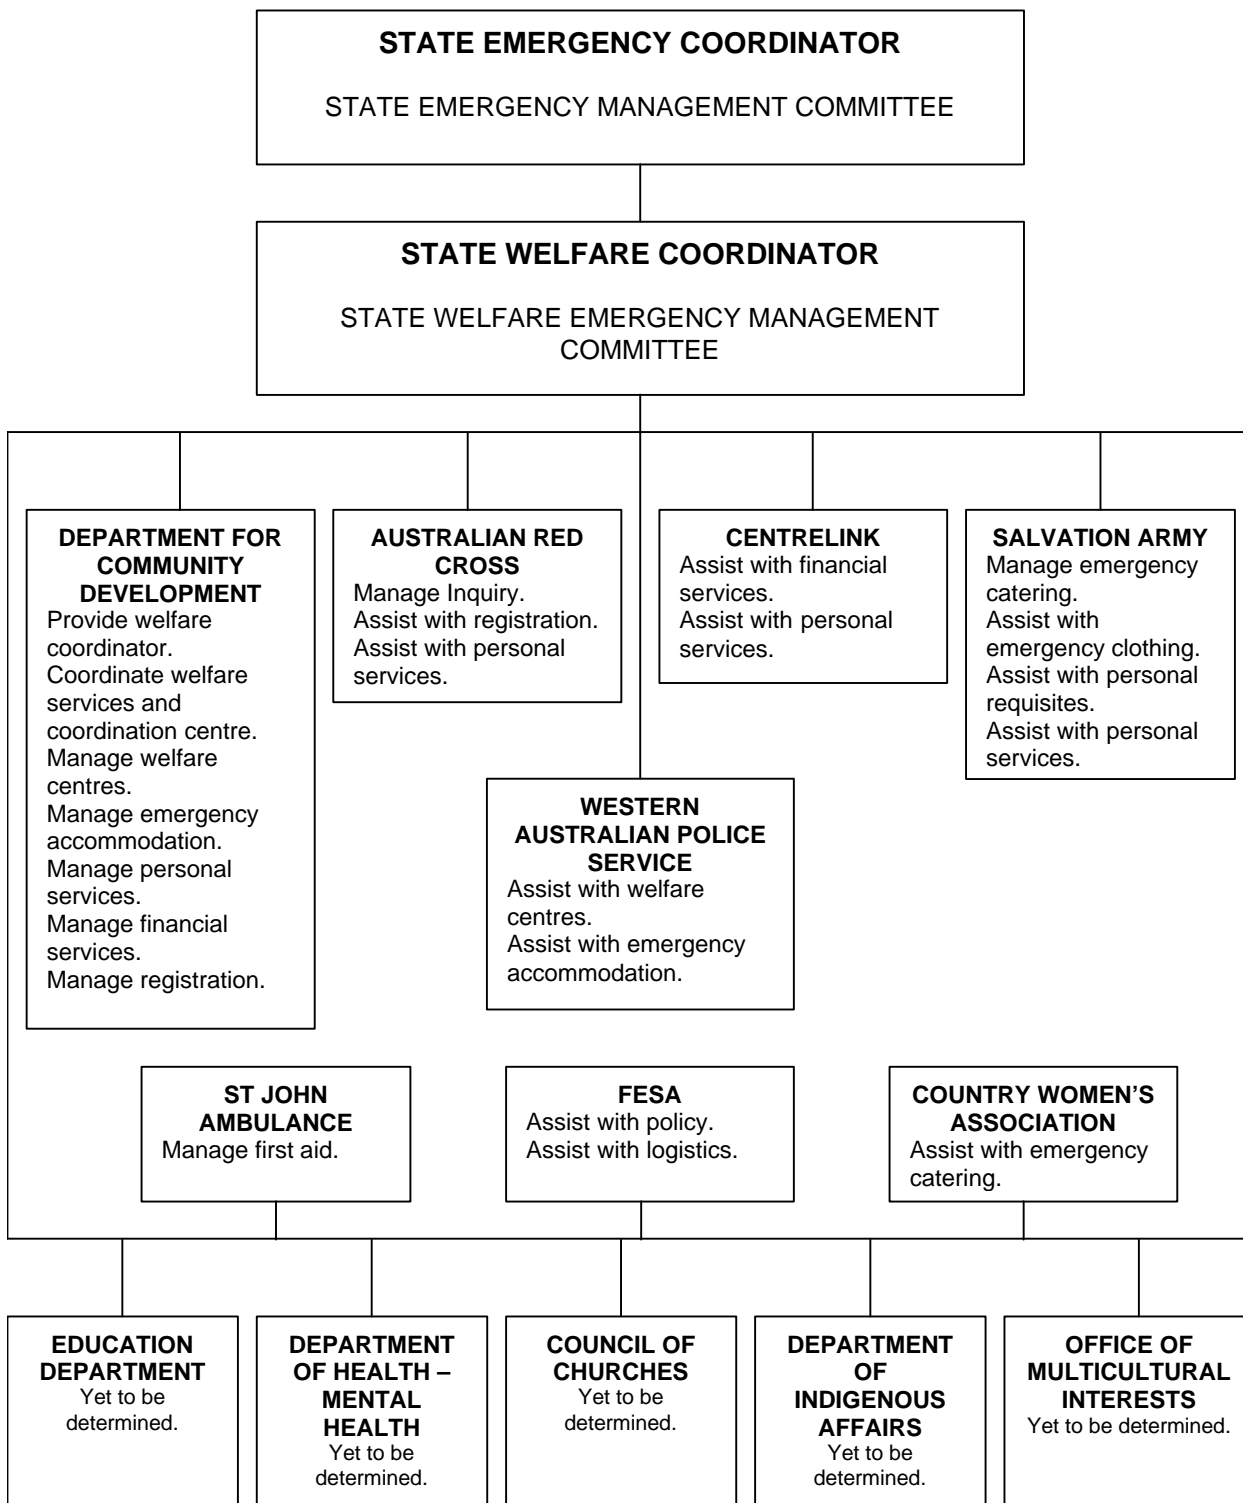 STATE EMERGENCY COORDINATOR
STATE EMERGENCY MANAGEMENT COMMITTEE
STATE WELFARE COORDINATOR
STATE WELFARE EMERGENCY MANAGEMENT
COMMITTEE
DEPARTMENT FOR
COMMUNITY
DEVELOPMENT
Provide welfare
coordinator.
Coordinate welfare
services and
coordination centre.
Manage welfare
centres.
Manage emergency
accommodation.
Manage personal
services.
Manage financial
services.
Manage registration.
AUSTRALIAN RED
CROSS
Manage Inquiry.
Assist with registration.
Assist with personal
services.
CENTRELINK
Assist with financial
services.
Assist with personal
services.
SALVATION ARMY
Manage emergency
catering.
Assist with
emergency clothing.
Assist with personal
requisites.
Assist with personal
services.
WESTERN
AUSTRALIAN POLICE
SERVICE
Assist with welfare
centres.
Assist with emergency
accommodation.
ST JOHN
AMBULANCE
Manage first aid.
FESA
Assist with policy.
Assist with logistics.
COUNTRY WOMEN'S
ASSOCIATION
Assist with emergency
catering.
EDUCATION
DEPARTMENT
Yet to be
determined.
DEPARTMENT
OF HEALTH –
MENTAL
HEALTH
Yet to be
determined.
COUNCIL OF
CHURCHES
Yet to be
determined.
DEPARTMENT
OF
INDIGENOUS
AFFAIRS
Yet to be
determined.
OFFICE OF
MULTICULTURAL
INTERESTS
Yet to be determined.